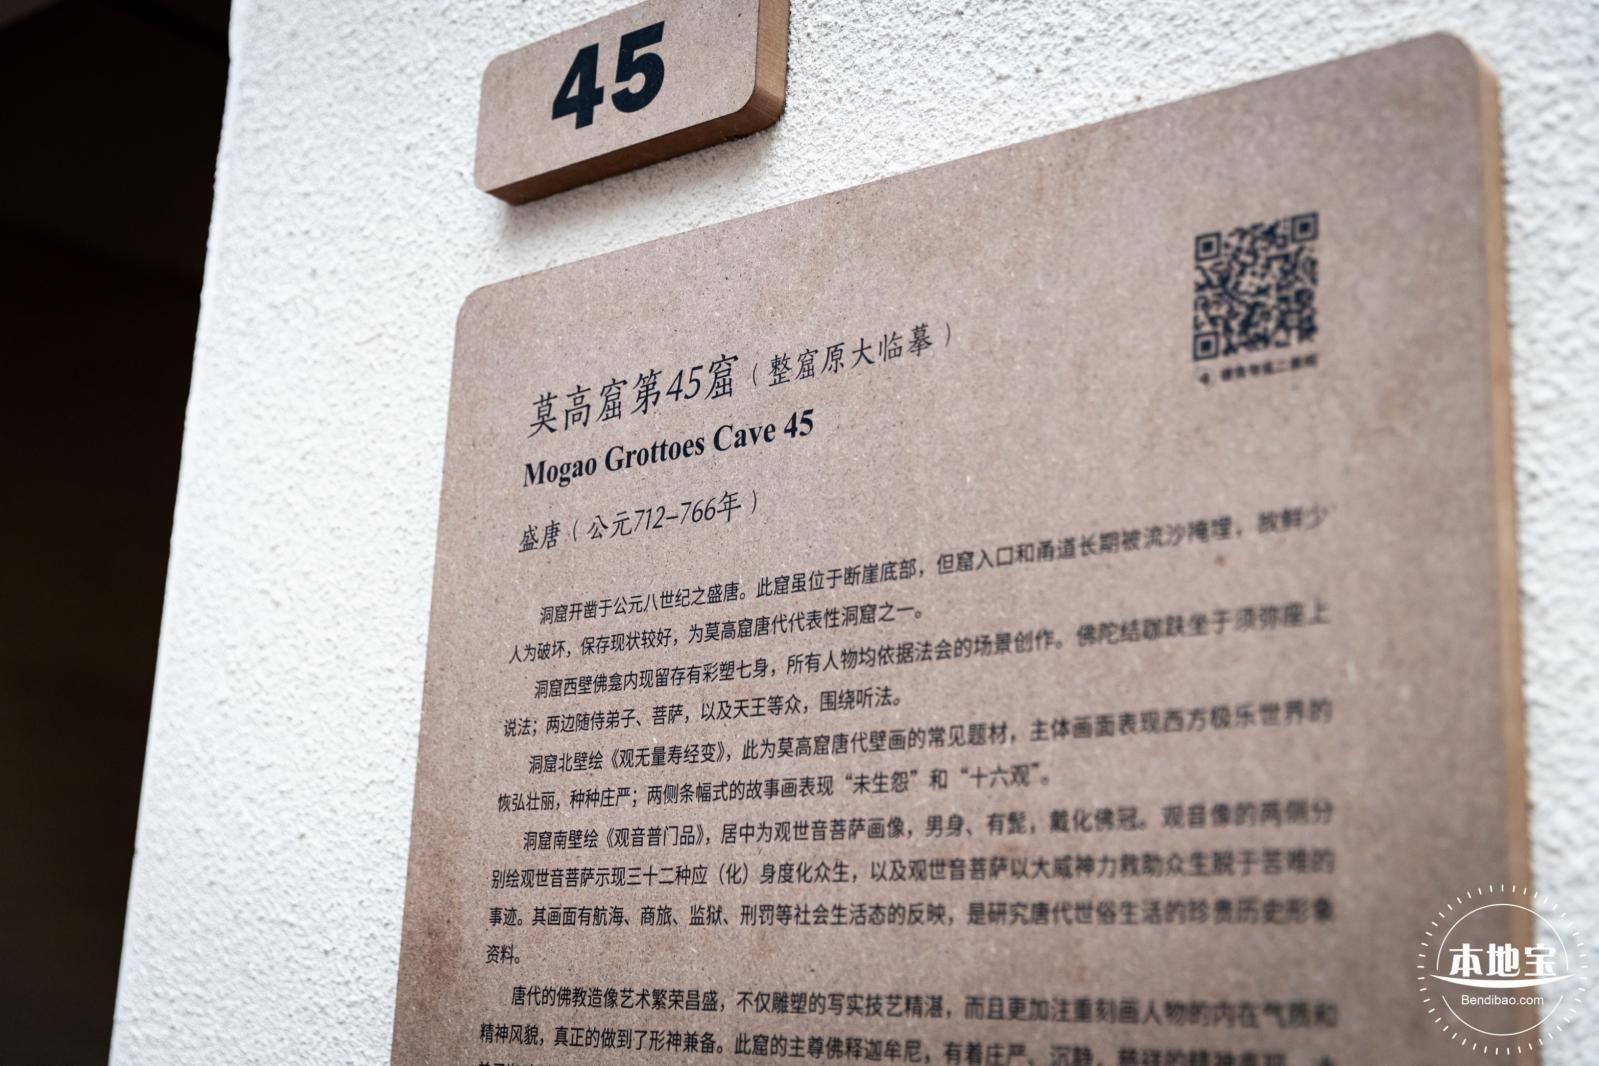 45
莫高窟第45窟（整窟原大临摹）
Mogao Grottoes Cave 45
盛唐（公元712-766年）
洞窟开凿于公元八世纪之盛唐。此窟虽位于断崖底部，但窟入口和甬道长期被流沙掩埋，故鲜少
人为破坏，保存现状较好，为莫高窟唐代代表性洞窟之一。
洞窟西壁佛龛内现留存有彩塑七身，所有人物均依据法会的场景创作。佛陀结跏趺坐于须弥座上
说法；两边随侍弟子、菩萨，以及天王等众，围绕听法。
洞窟北壁绘《观无量寿经变》，此为莫高窟唐代壁画的常见题材，主体画面表现西方极乐世界的
恢弘壮丽，种种庄严；两侧条幅式的故事画表现“未生怨”和“十六观”。
洞窟南壁绘《观音普门品》，居中为观世音菩萨画像，男身、有髭，戴化佛冠。观音像的两侧分
别绘观世音菩萨示现三十二种应（化）身度化众生，以及观世音菩萨以大威神力救助众生脱于苦难的
事迹。其画面有航海、商旅、监狱、刑罚等社会生活态的反映，是研究唐代世俗生活的珍贵历史形象
资料。
唐代的佛教造像艺术繁荣昌盛，不仅雕塑的写实技艺精湛，而且更加注重刻画人物的内在气质和
精神风貌，真正的做到了形神兼备。此窟的主尊佛释迦牟尼，有着庄严、沉静、慈祥的精神表现
本地宝
Bendibao.com